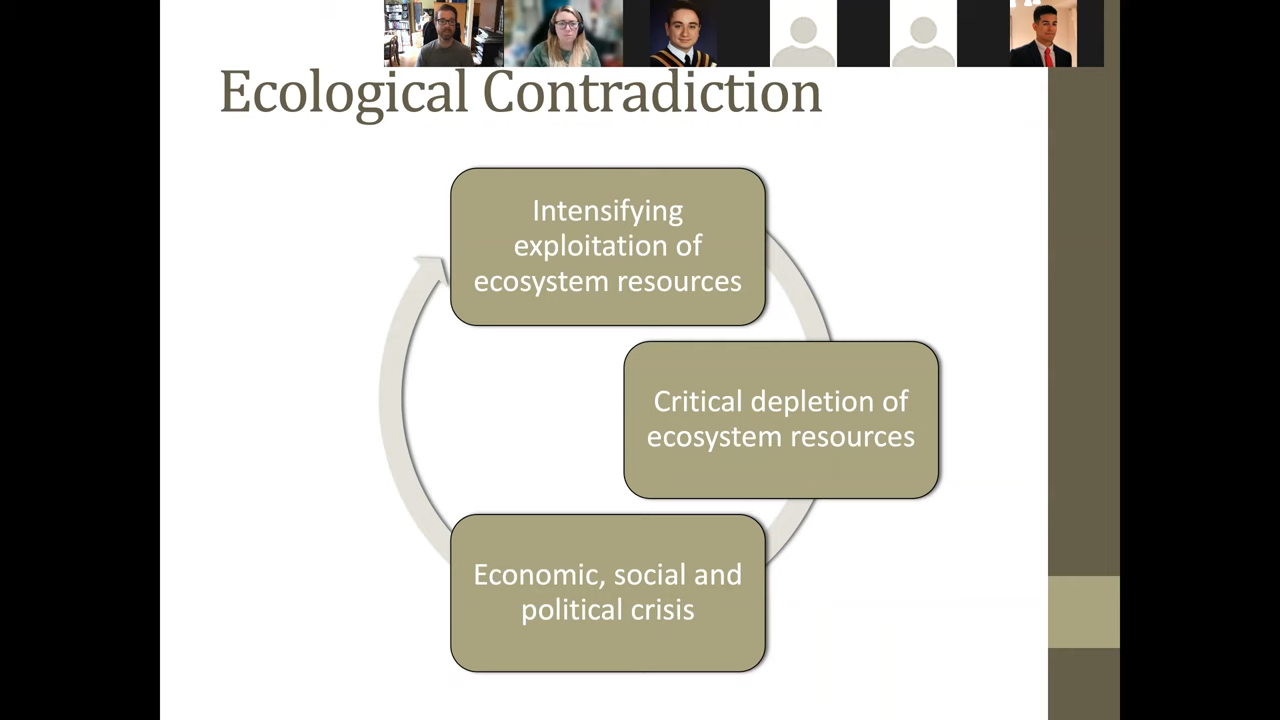 Ecological Contradiction
Intensifying
exploitation of
ecosystem resources
Critical depletion of
ecosystem resources
Economic, social and
political crisis